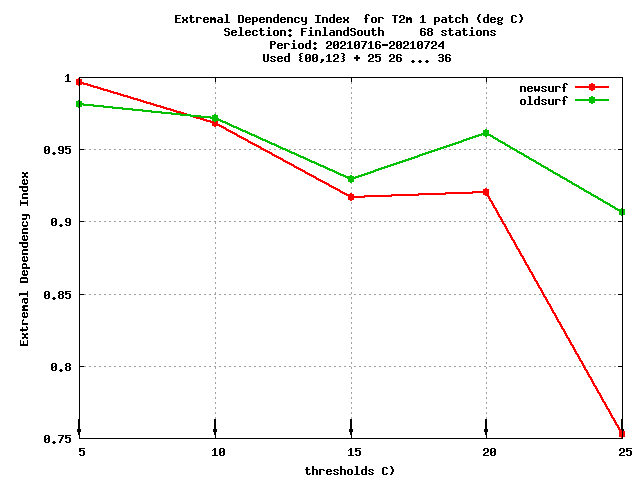 Extremal Dependency Index  for T2m 1 patch (deg C)
Selection: FinlandSouth     68 stations
Period: 20210716-20210724
Used {00,12} + 25 26 ... 36
newsurf
oldsurf
1
0.95
0.9
0.85
0.8
0.75
Extremal Dependency Index
5 10 15 20 25
thresholds C)